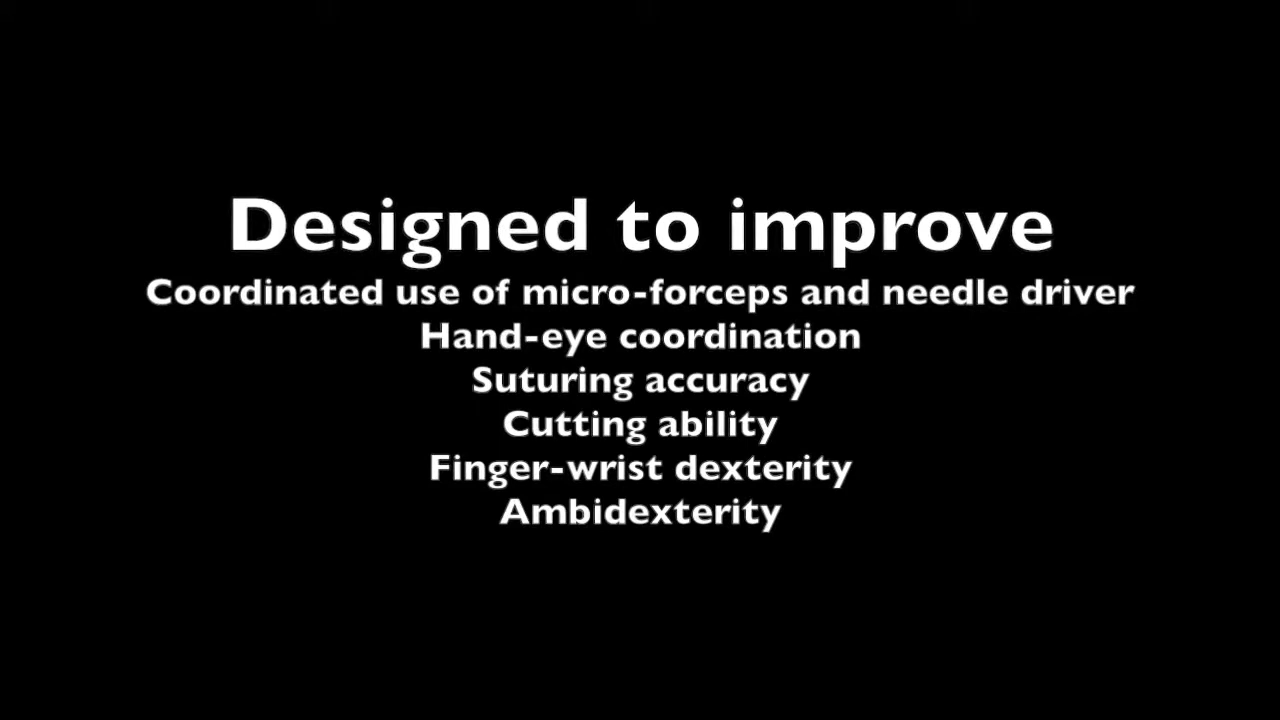 Designed to improve
Coordinated use of micro-forceps and needle driver
Hand-eye coordination
Suturing accuracy
Cutting ability
Finger-wrist dexterity
Ambidexterity